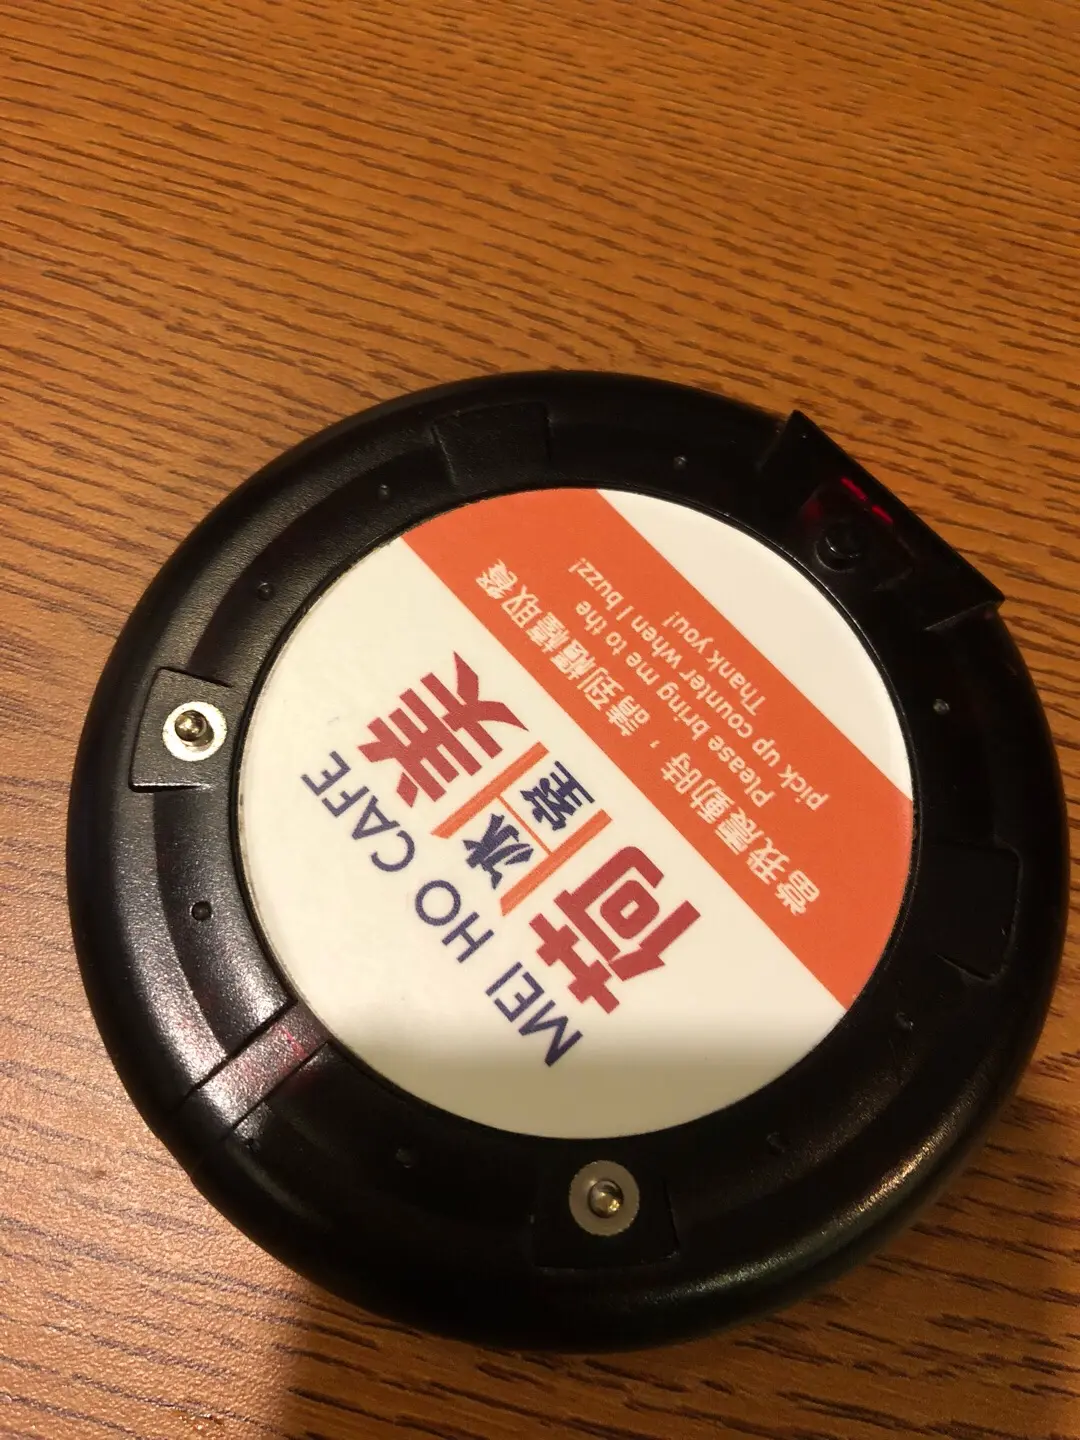 MEI HO CAFE
美荷冰室
當我震動時，請到櫃檯取餐
Please bring me to the
pick up counter when I buzz!
Thank you!